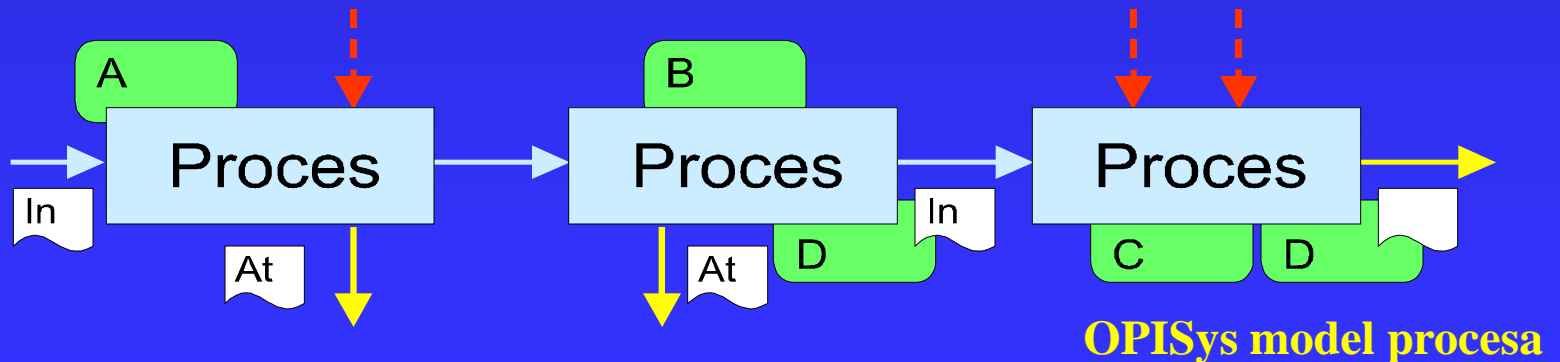 A
B
Proces
Proces
Proces
In
In
At
At
D
C
D
OPISys model procesa